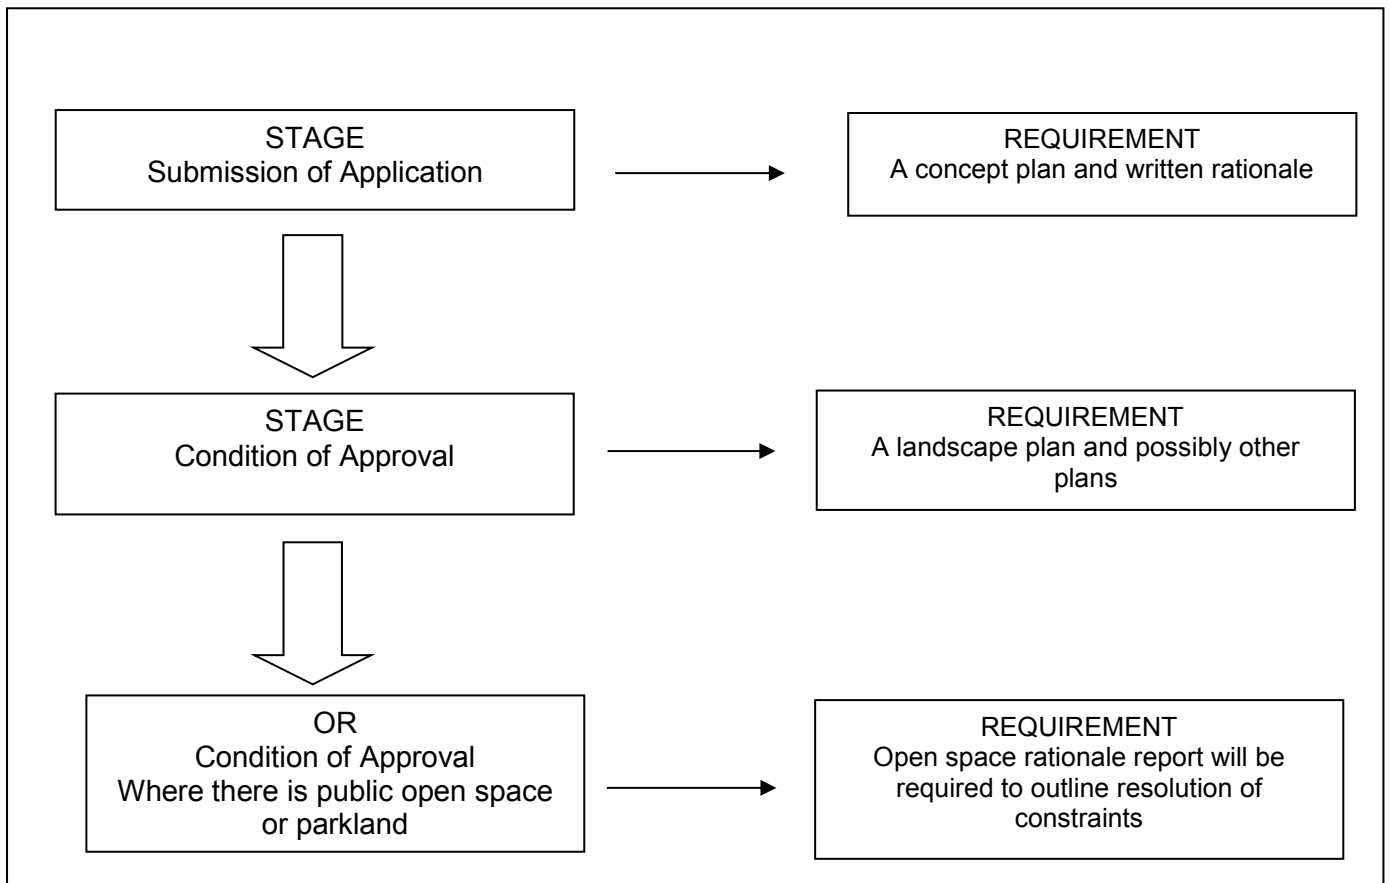 STAGE
Submission of Application
REQUIREMENT
A concept plan and written rationale
STAGE
Condition of Approval
REQUIREMENT
A landscape plan and possibly other
plans
OR
Condition of Approval
Where there is public open space
or parkland
REQUIREMENT
Open space rationale report will be
required to outline resolution of
constraints